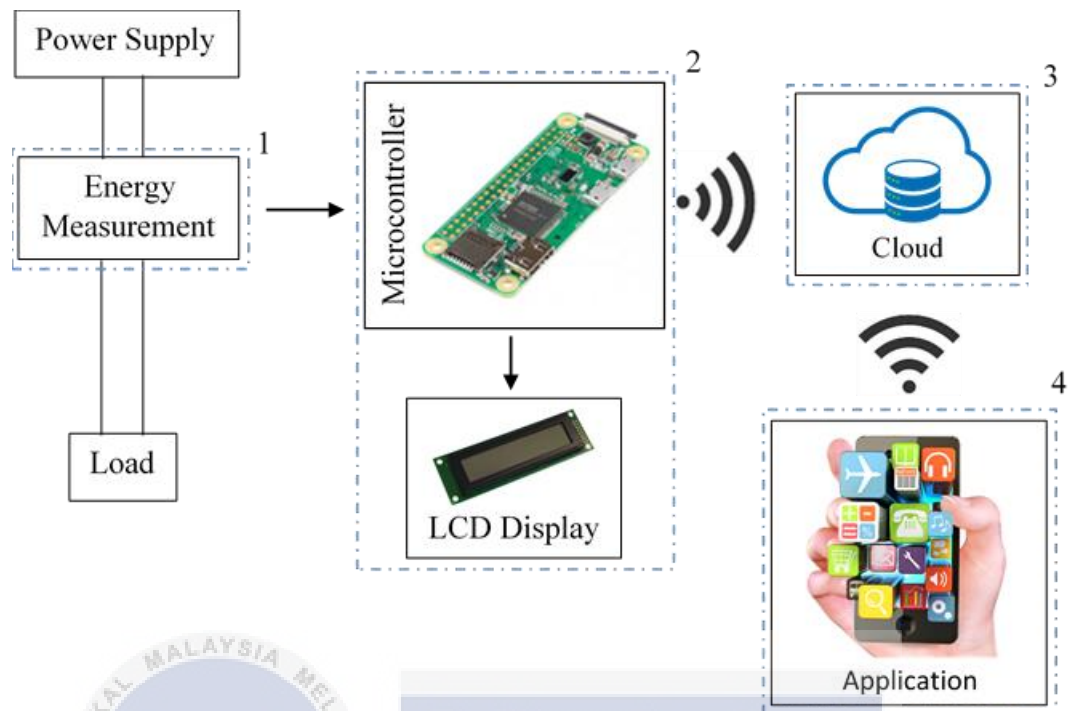 Power Supply
1
Energy
Measurement
Load
2
Microcontroller
LCD Display
3
Cloud
4
Application
MALAYSIA